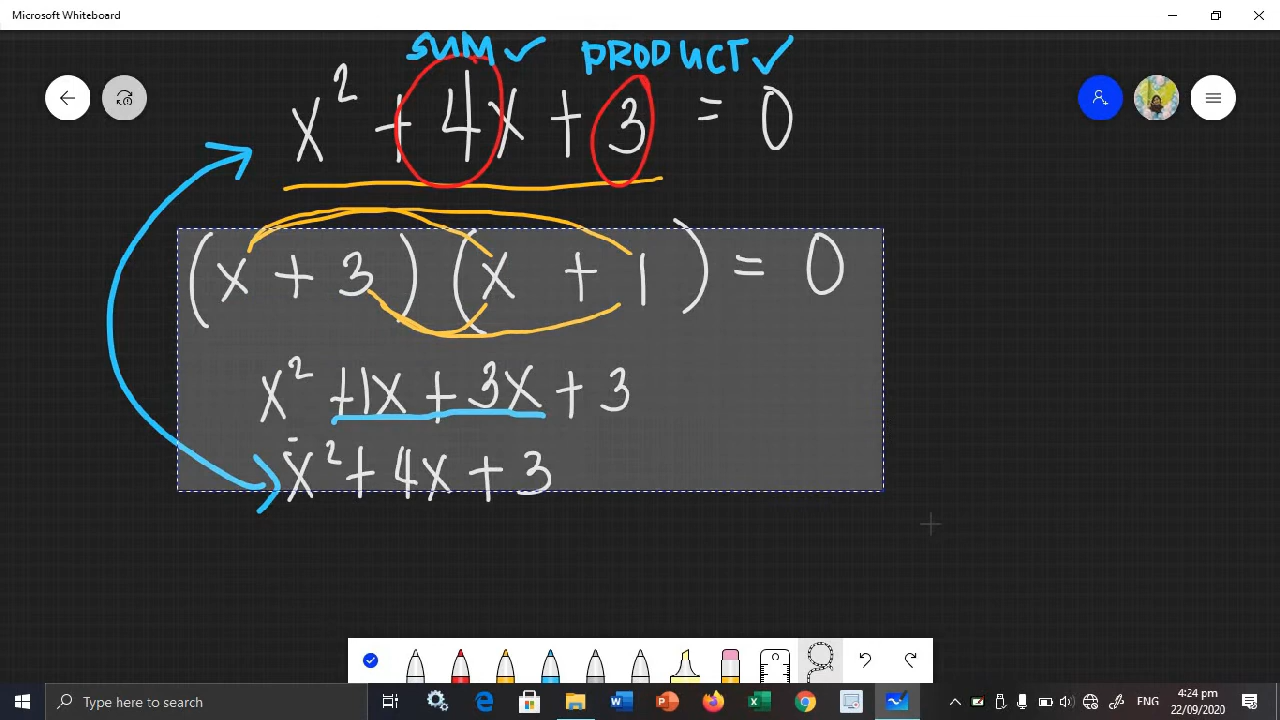 Microsoft Whiteboard
SUM ✓ PRODUCT ✓
x² + 4x + 3 = 0
(x + 3) (x + 1) = 0
x² +1x + 3x + 3
x² + 4x + 3
Type here to search
ENG
4:24 pm
22/09/2020